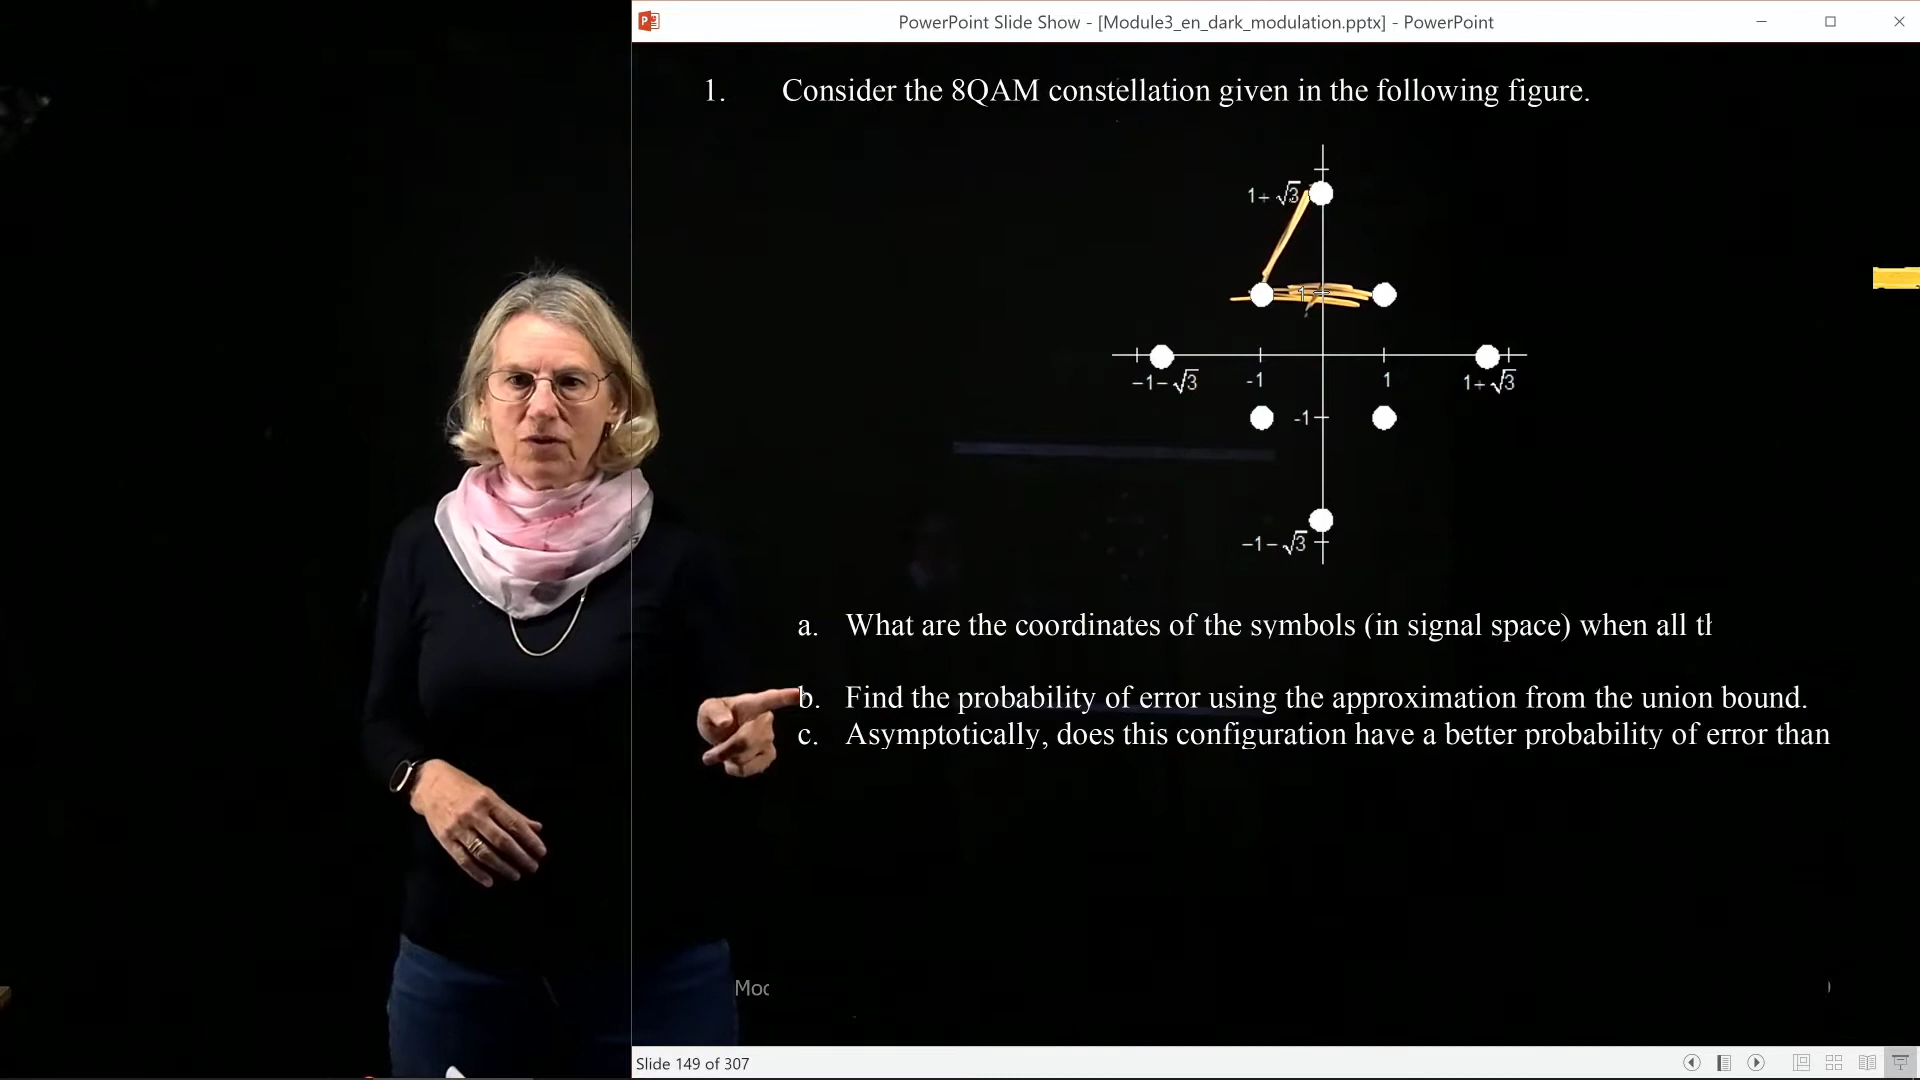 PowerPoint Slide Show - [Module3_en_dark_modulation.pptx] - PowerPoint
1. Consider the 8QAM constellation given in the following figure.
1+ √3
1
−1− √3
-1
1
1+ √3
-1
−1− √3
a. What are the coordinates of the symbols (in signal space) when all th
b. Find the probability of error using the approximation from the union bound.
c. Asymptotically, does this configuration have a better probability of error than
Moc
Slide 149 of 307